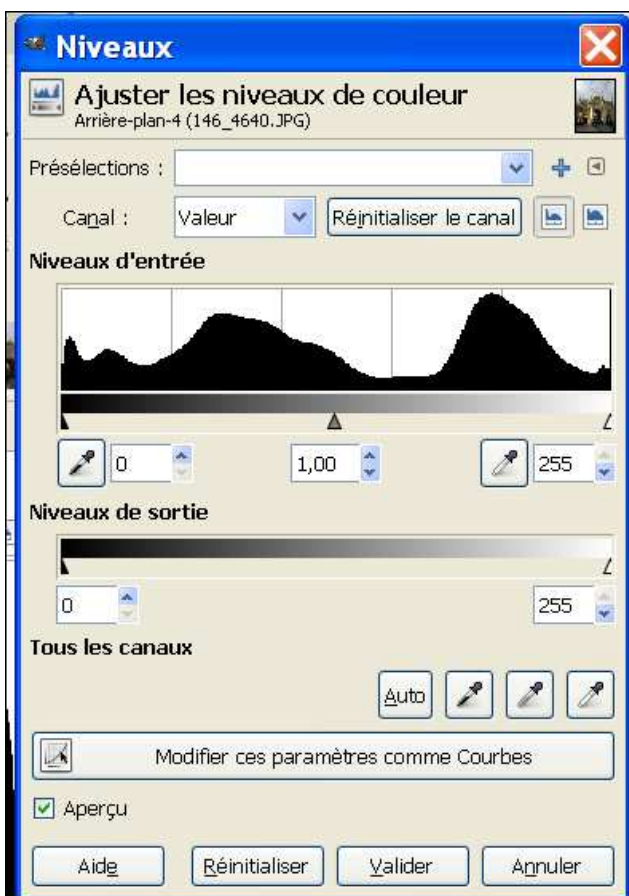 Niveaux
Ajuster les niveaux de couleur
Arrière-plan-4 (146_4640.JPG)
Présélections :
Canal : Valeur Réinitialiser le canal
Niveaux d'entrée
0 1,00 255
Niveaux de sortie
0 255
Tous les canaux
Auto
Modifier ces paramètres comme Courbes
Aperçu
Aide Réinitialiser Valider Annuler